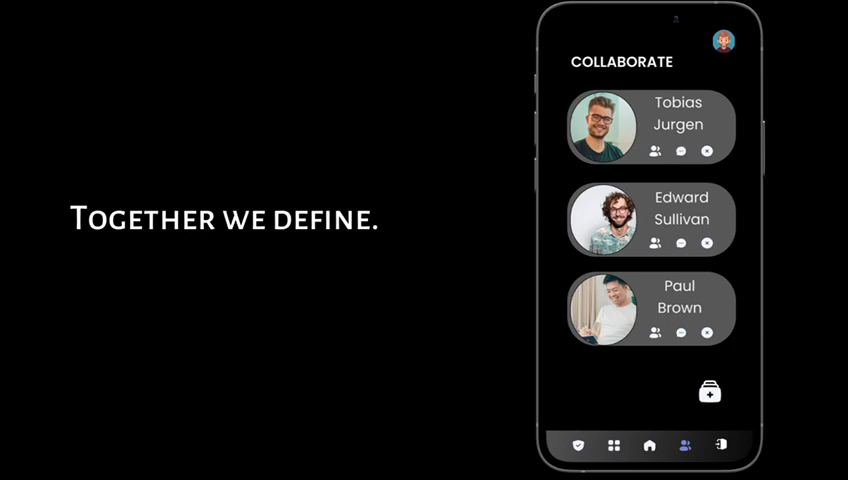 COLLABORATE
Tobias
Jurgen
Together we define.
Edward
Sullivan
Paul
Brown